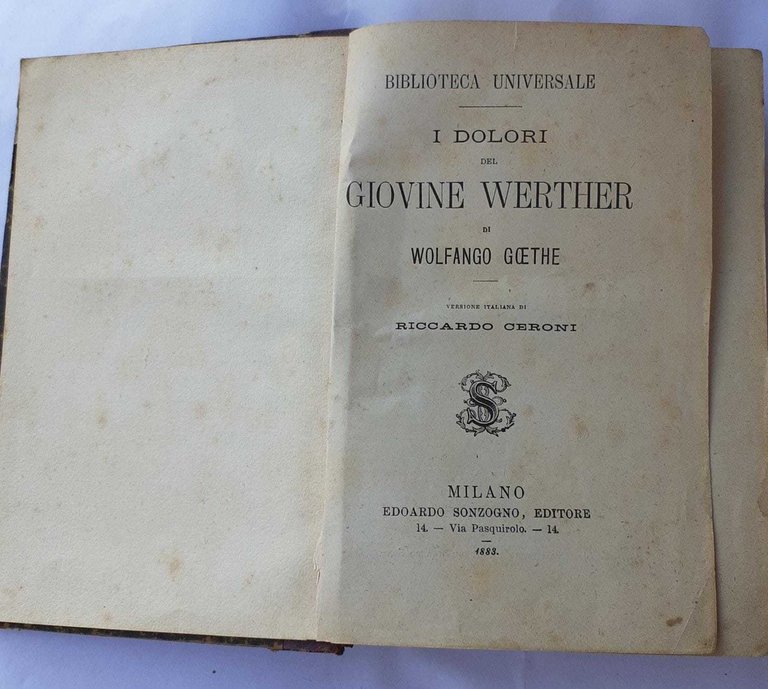 BIBLIOTECA UNIVERSALE
I DOLORI
DEL
GIOVINE WERTHER
DI
WOLFANGO GŒTHE
VERSIONE ITALIANA DI
RICCARDO CERONI
MILANO
EDOARDO SONZOGNO, EDITORE
14. — Via Pasquirolo. — 14.
1883.